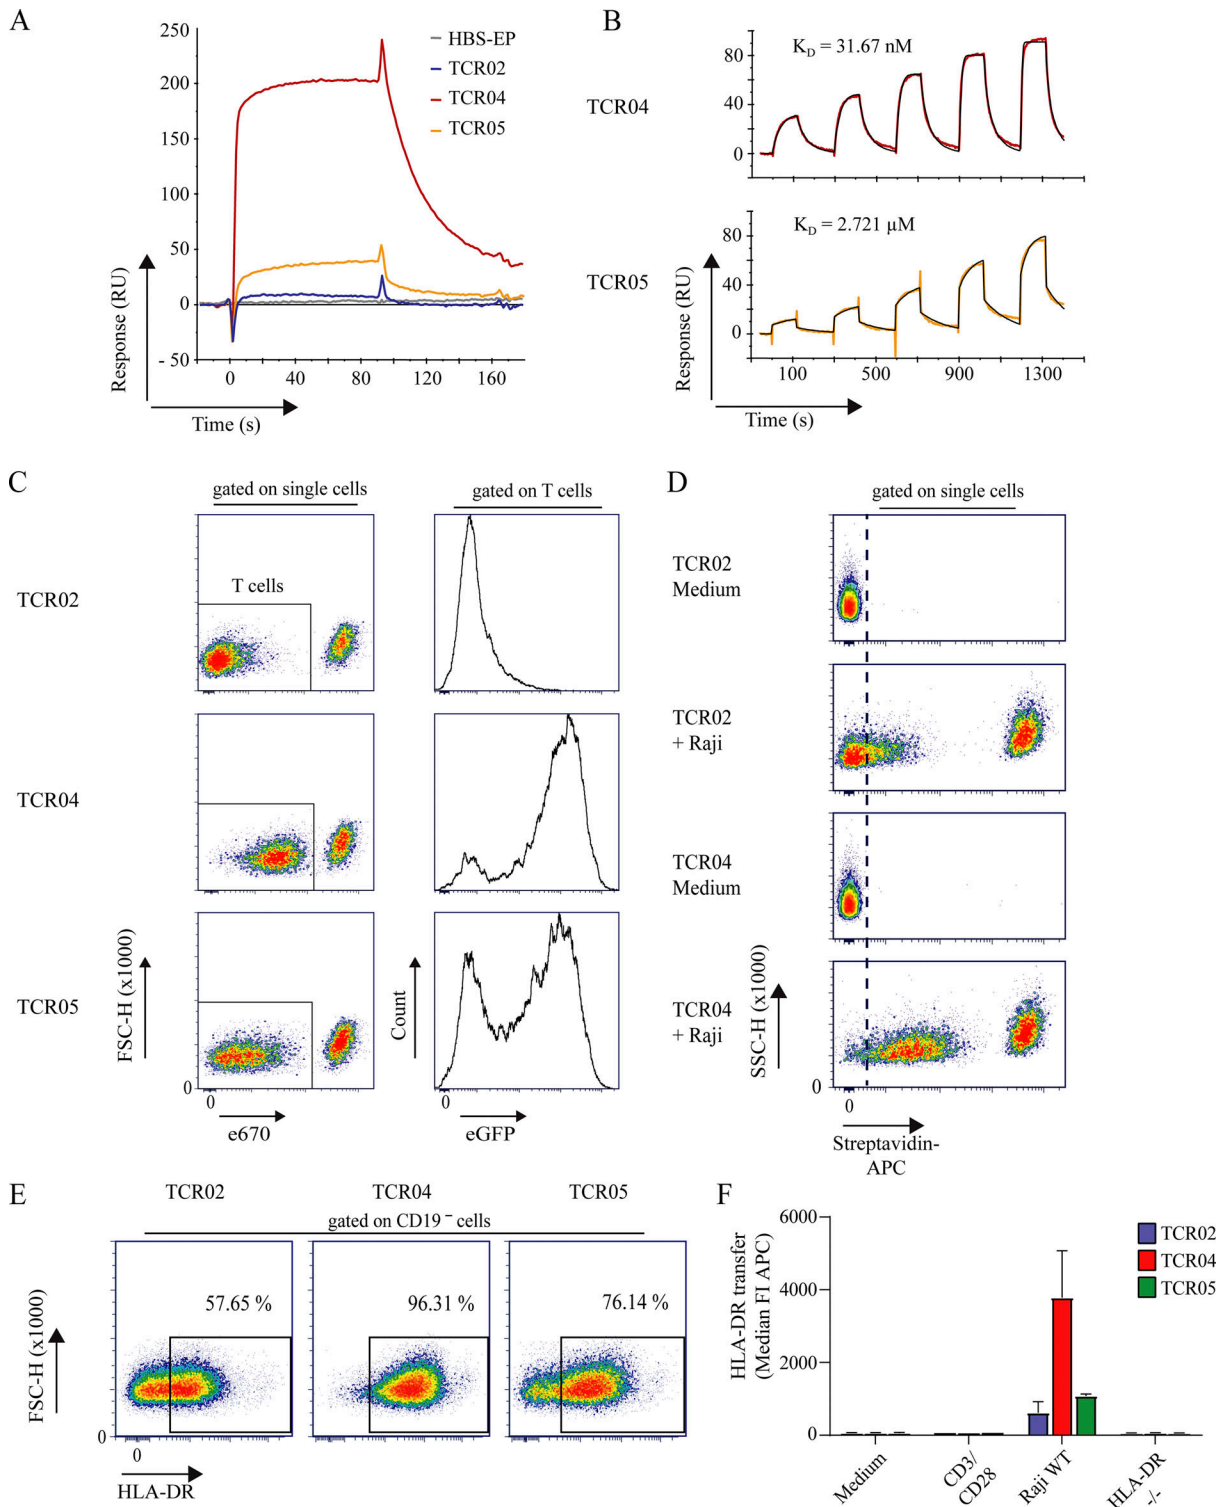 A
250
200
150
100
50
0
- 50
0 40 80 120 160
Response (RU)
Time (s)
HBS-EP
TCR02
TCR04
TCR05
B
TCR04
K_D = 31.67 nM
80
40
0
TCR05
K_D = 2.721 µM
80
40
0
100 500 900 1300
Response (RU)
Time (s)
C
gated on single cells
gated on T cells
TCR02
T cells
TCR04
TCR05
FSC-H (x1000)
Count
0
0
0
e670
eGFP
D
gated on single cells
TCR02
Medium
TCR02
+ Raji
TCR04
Medium
TCR04
+ Raji
SSC-H (x1000)
0
0
Streptavidin-
APC
E
TCR02 TCR04 TCR05
gated on CD19⁻ cells
57.65 %
96.31 %
76.14 %
FSC-H (x1000)
0
0
HLA-DR
F
HLA-DR transfer
(Median FI APC)
6000
4000
2000
0
TCR02
TCR04
TCR05
Medium
CD3/
CD28
Raji WT
HLA-DR
-/-